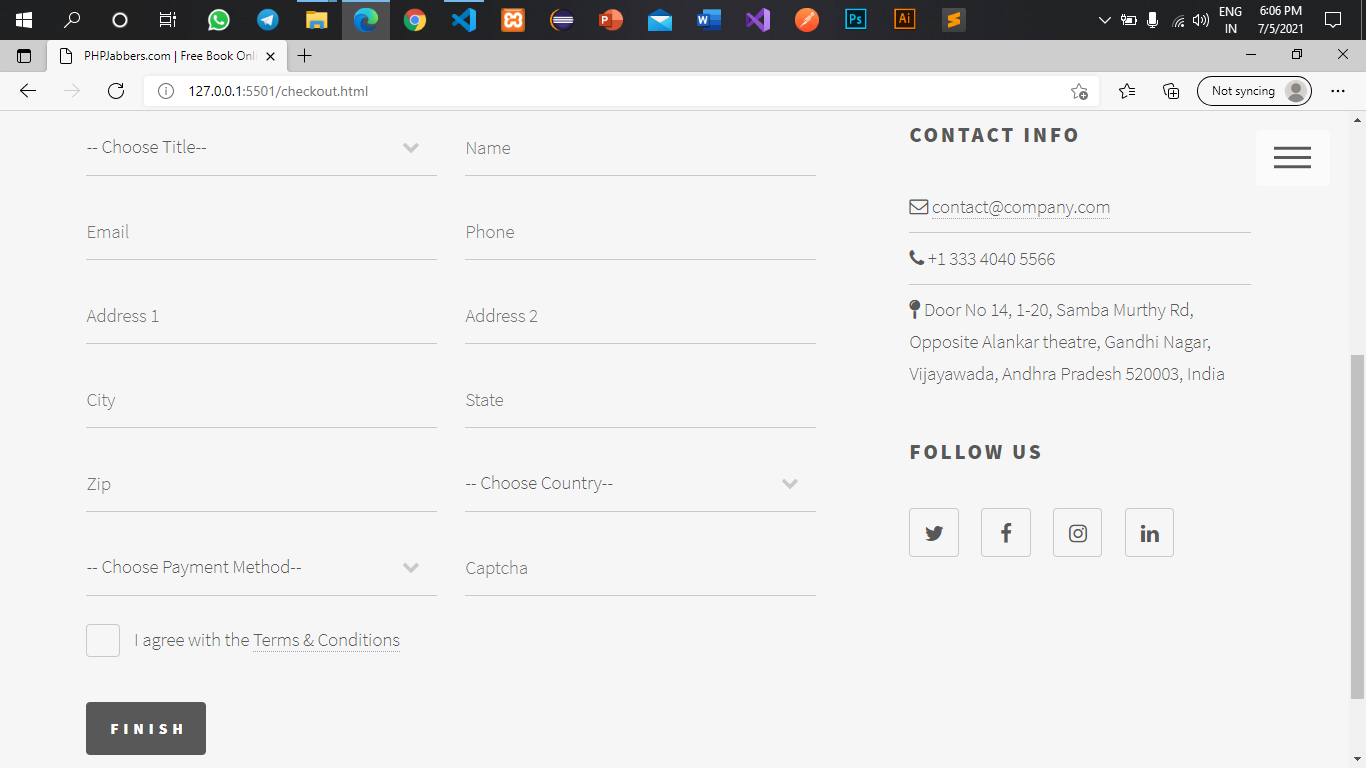 ENG
IN
6:06 PM
7/5/2021
PHPJabbers.com | Free Book Onli
127.0.0.1:5501/checkout.html
Not syncing
-- Choose Title--
Name
Email
Phone
Address 1
Address 2
City
State
Zip
-- Choose Country--
-- Choose Payment Method--
Captcha
I agree with the Terms & Conditions
FINISH
CONTACT INFO
contact@company.com
+1 333 4040 5566
Door No 14, 1-20, Samba Murthy Rd,
Opposite Alankar theatre, Gandhi Nagar,
Vijayawada, Andhra Pradesh 520003, India
FOLLOW US